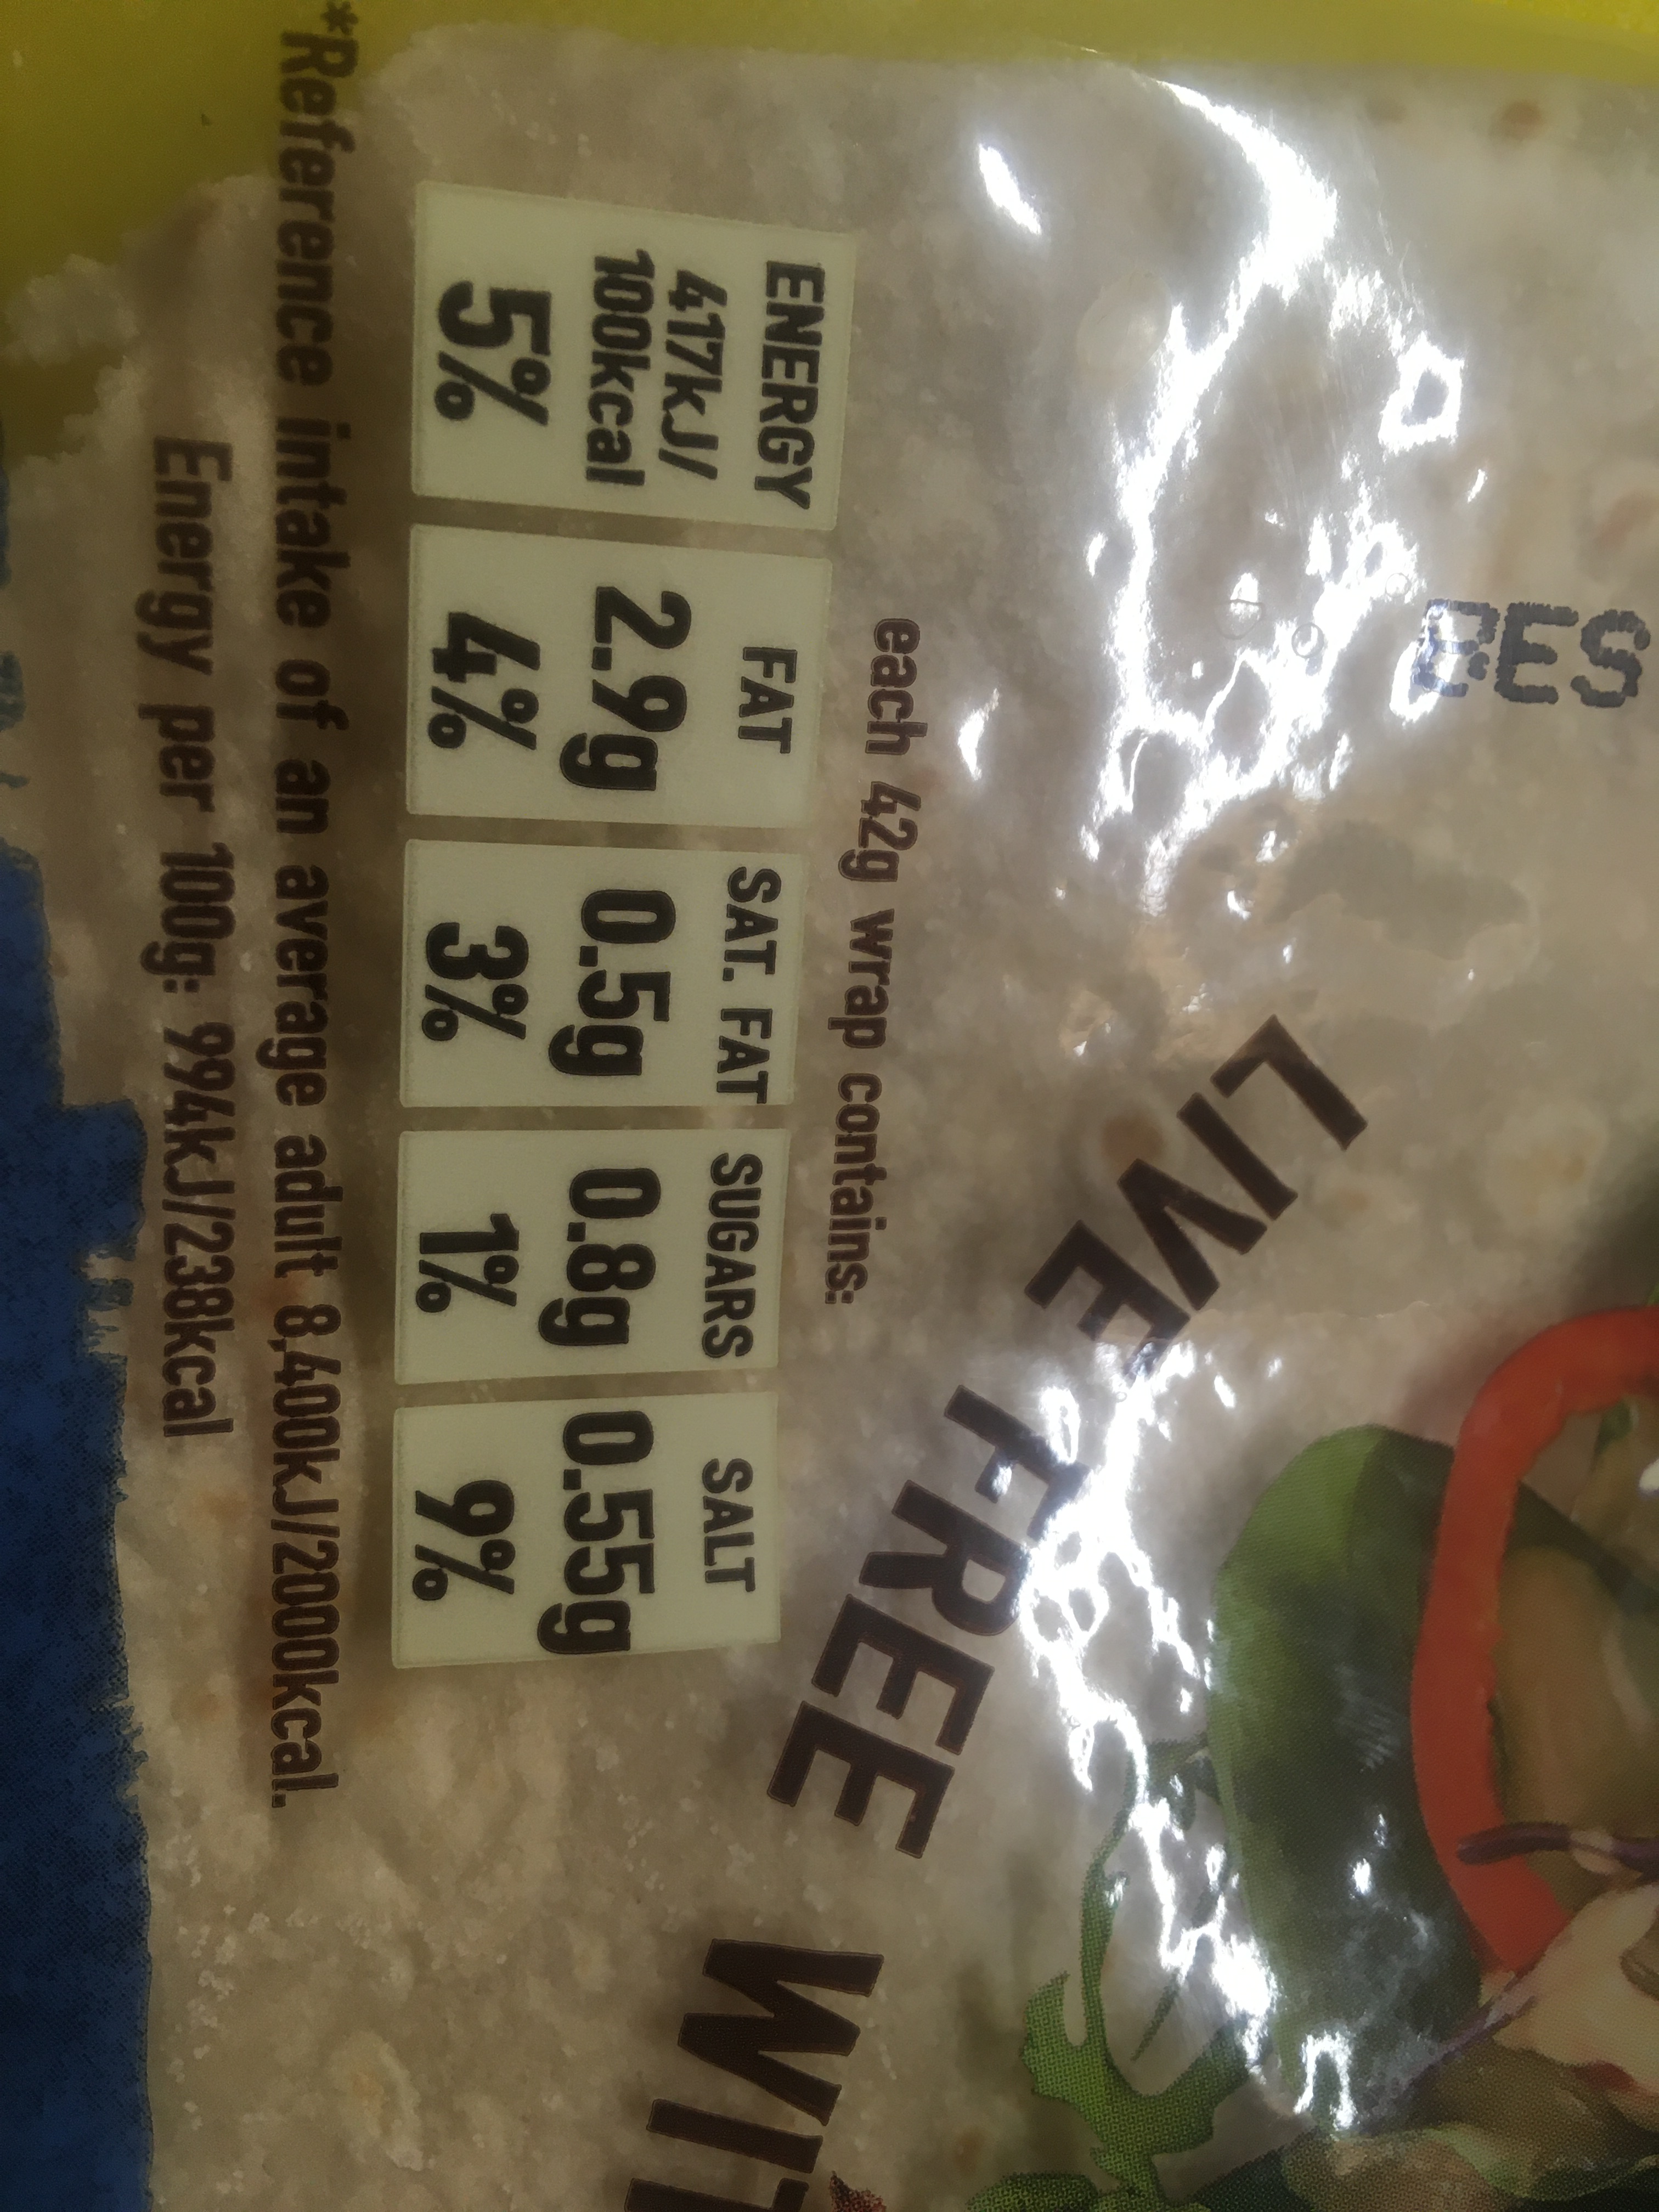 BES
LIVE FREE WIT
each 42g wrap contains:
ENERGY
417kJ/
100kcal
5%
FAT
2.9g
4%
SAT. FAT
0.5g
3%
SUGARS
0.8g
1%
SALT
0.55g
9%
*Reference intake of an average adult 8,400kJ/2000kcal.
Energy per 100g: 994kJ/238kcal